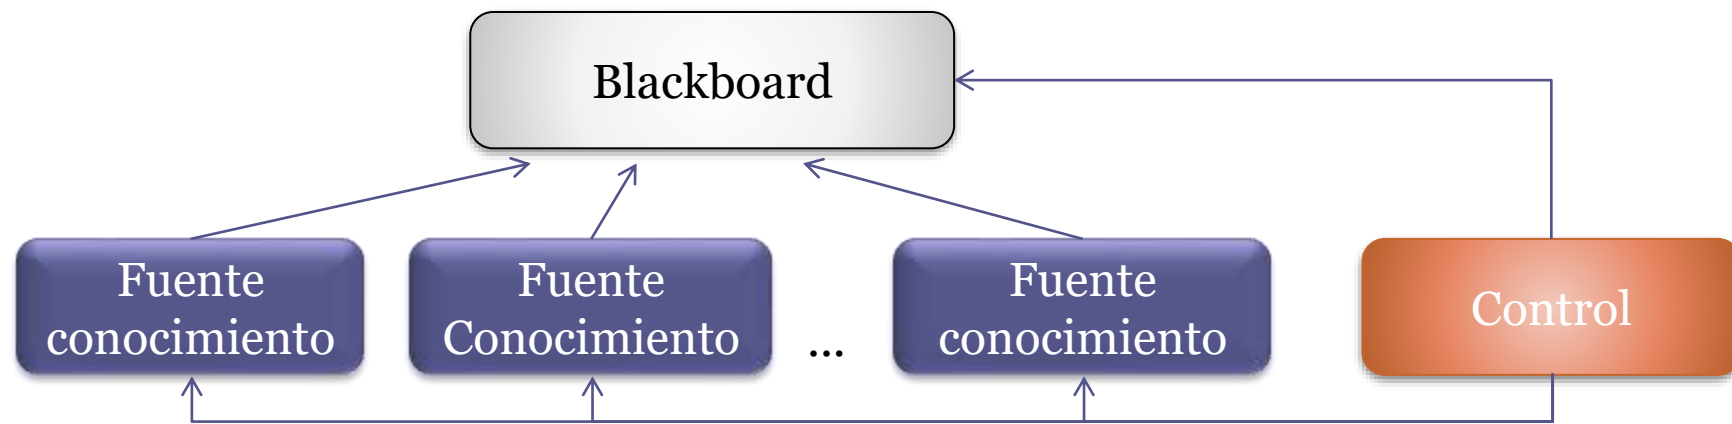 Blackboard
Fuente
conocimiento
Fuente
Conocimiento
...
Fuente
conocimiento
Control